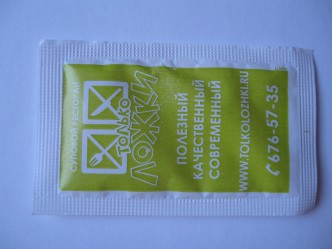 СУПОВОЙ РЕСТОРАН
ТОЛЬКО
ЛОЖКИ
ПОЛЕЗНЫЙ
КАЧЕСТВЕННЫЙ
СОВРЕМЕННЫЙ
WWW.TOLKOLOZHKI.RU
676-57-35